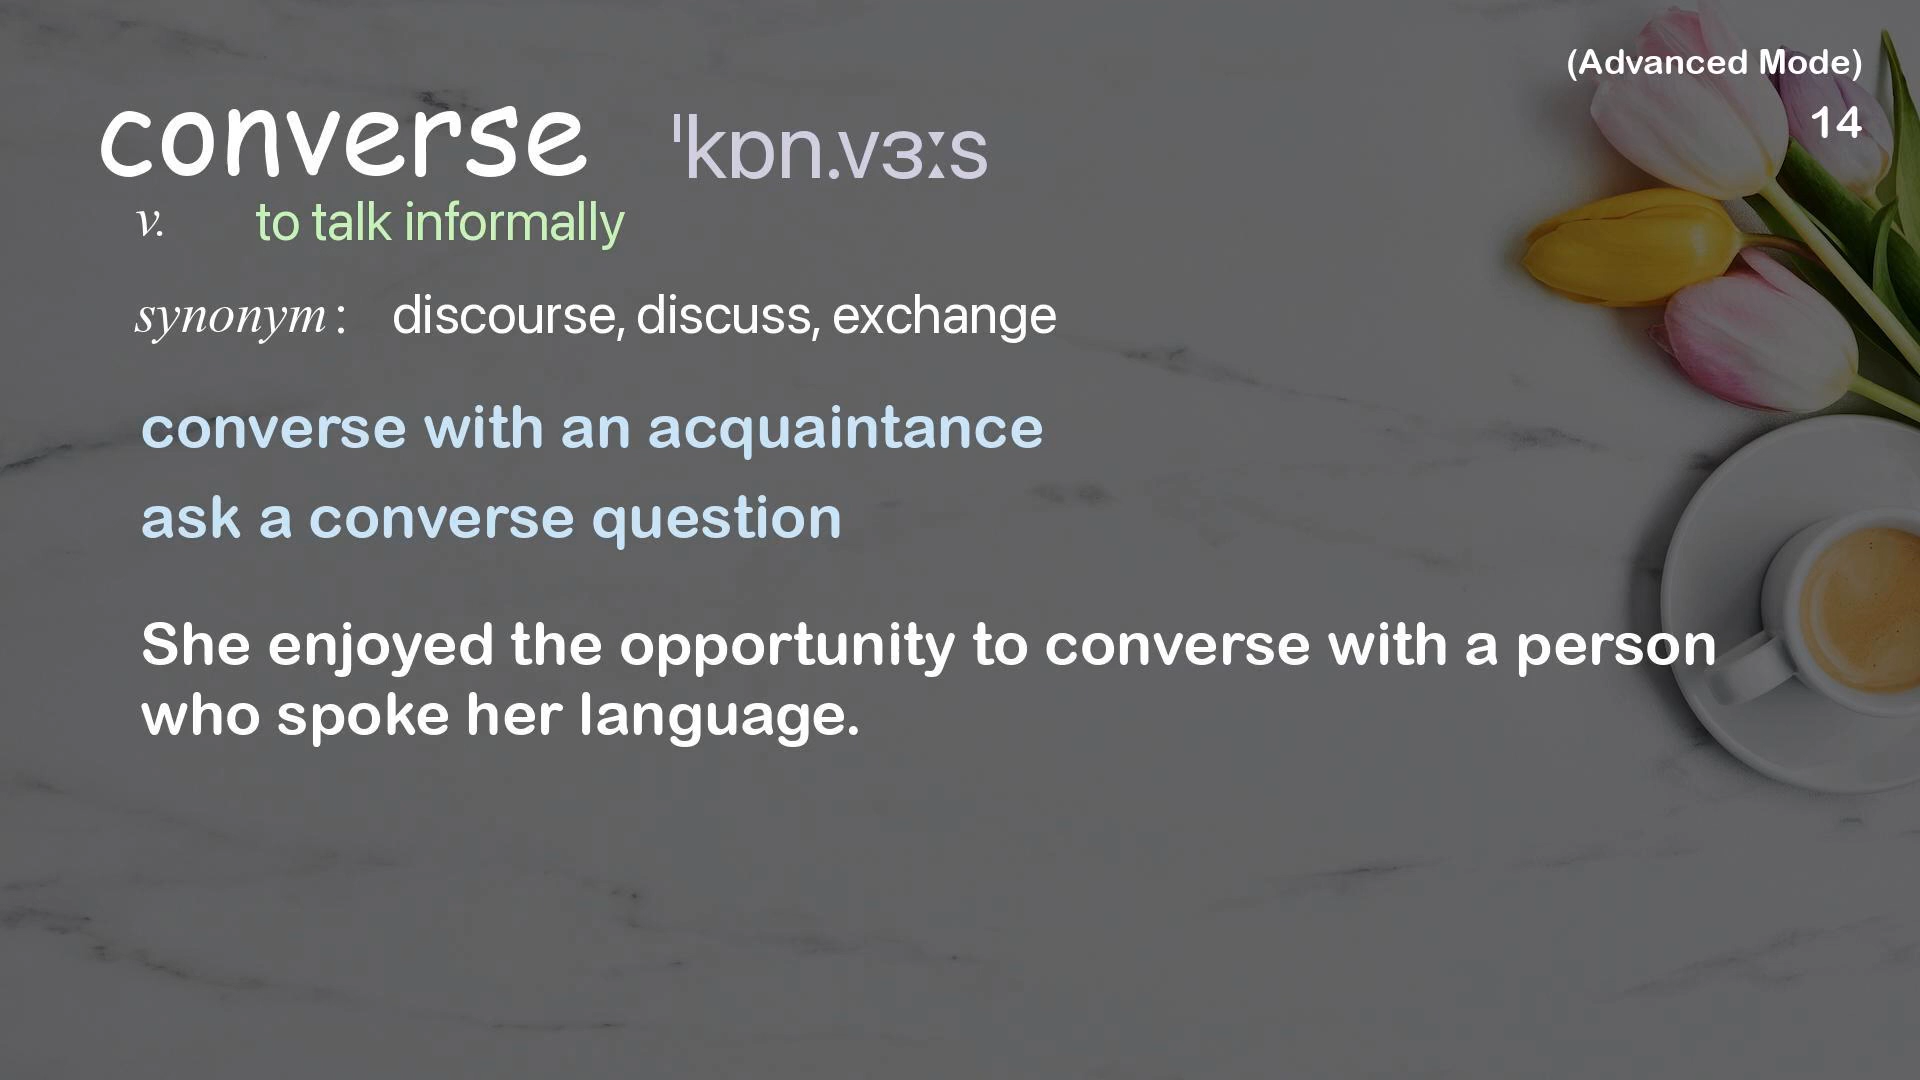 (Advanced Mode)
14
converse ˈkɒn.vɜːs
v. to talk informally
synonym: discourse, discuss, exchange
converse with an acquaintance
ask a converse question
She enjoyed the opportunity to converse with a person
who spoke her language.